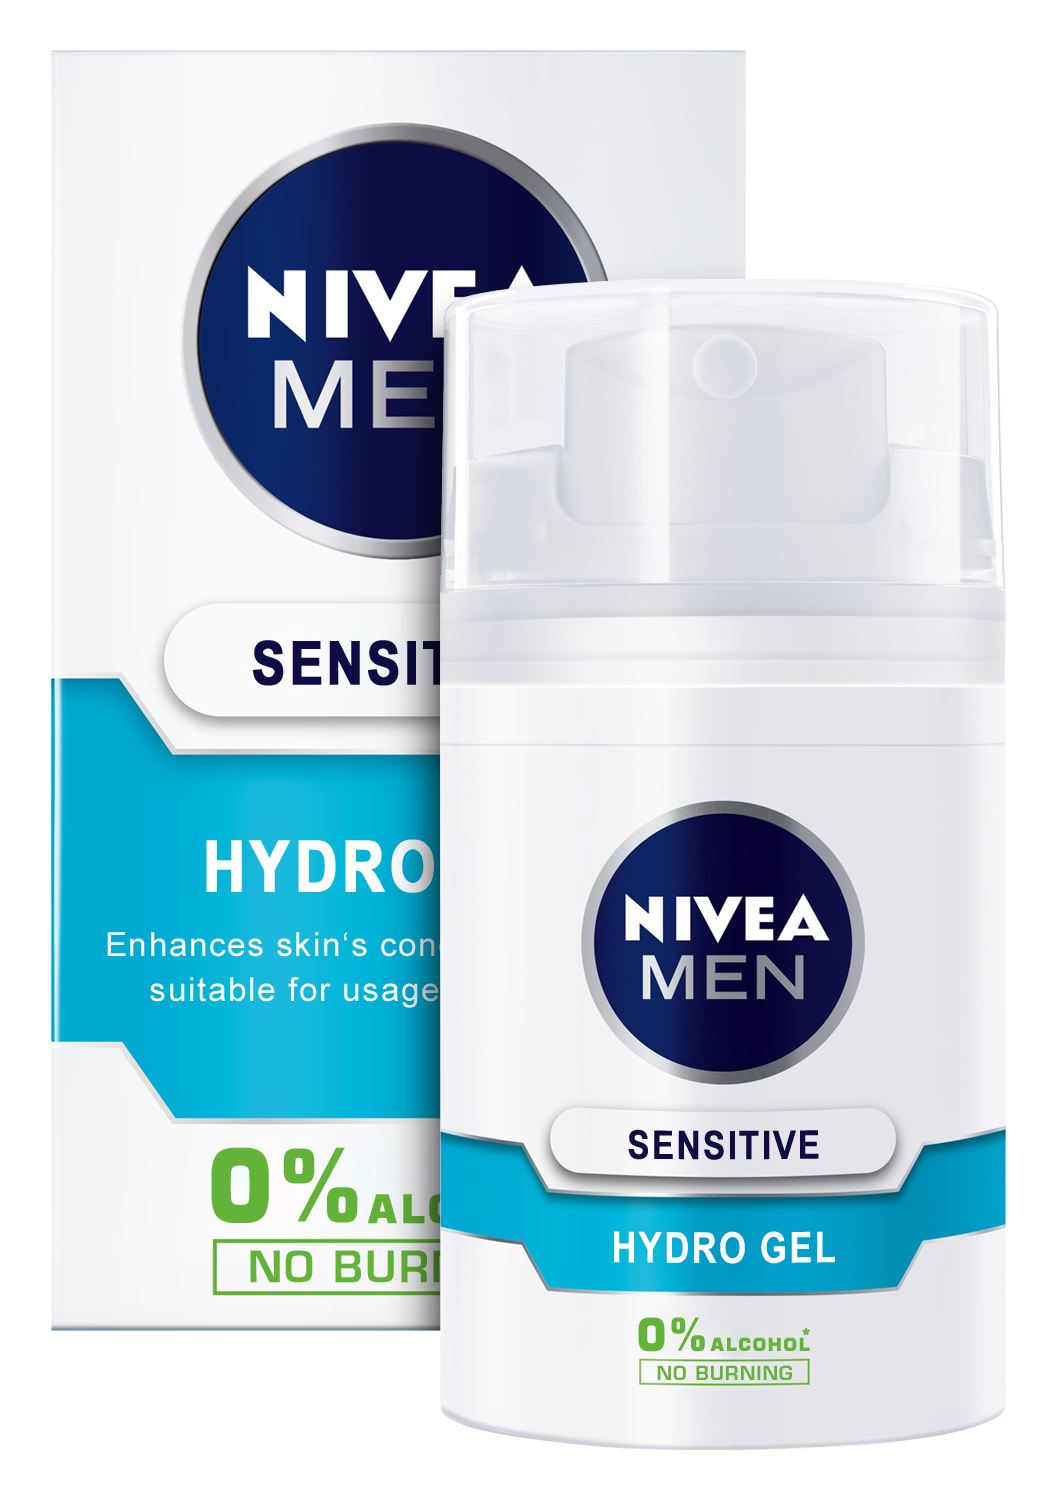 NIVEA
MEN
SENSIT
HYDRO
Enhances skin‘s con
suitable for usage
0% ALCO
NO BUR
NIVEA
MEN
SENSITIVE
HYDRO GEL
0% ALCOHOL*
NO BURNING